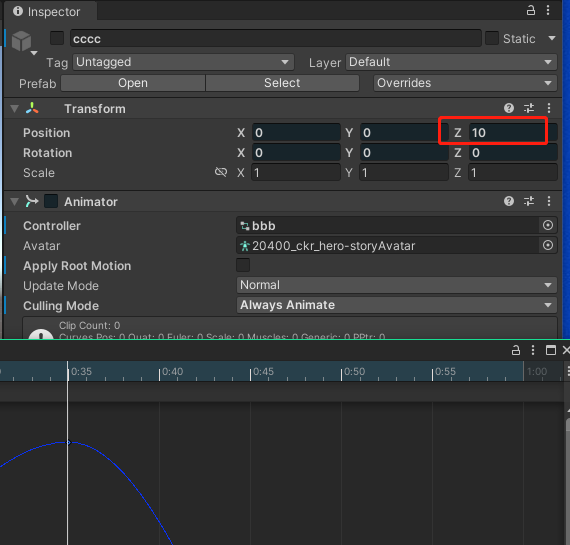 Inspector
cccc
Static
Tag Untagged Layer Default
Prefab Open Select Overrides
Transform
Position X 0 Y 0 Z 10
Rotation X 0 Y 0 Z 0
Scale X 1 Y 1 Z 1
Animator
Controller bbb
Avatar 20400_ckr_hero-storyAvatar
Apply Root Motion
Update Mode Normal
Culling Mode Always Animate
Clip Count: 0
Curves Pos: 0 Quat: 0 Euler: 0 Scale: 0 Muscles: 0 Generic: 0 PPtr: 0
0:35 0:40 0:45 0:50 0:55 1:00